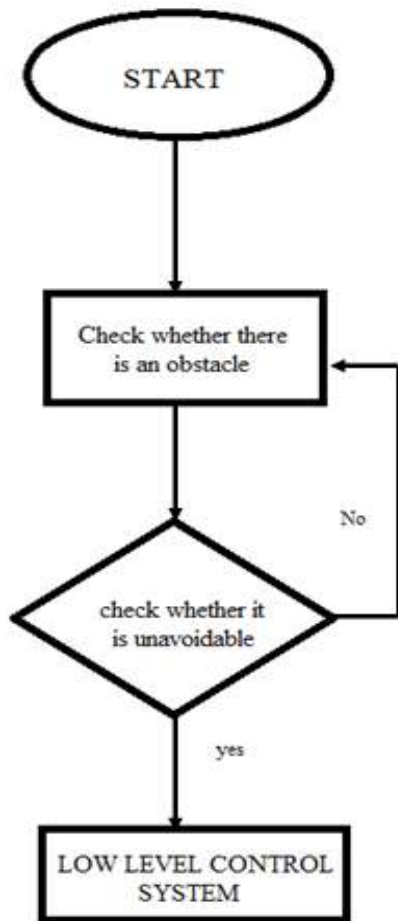 START
Check whether there
is an obstacle
No
check whether it
is unavoidable
yes
LOW LEVEL CONTROL
SYSTEM